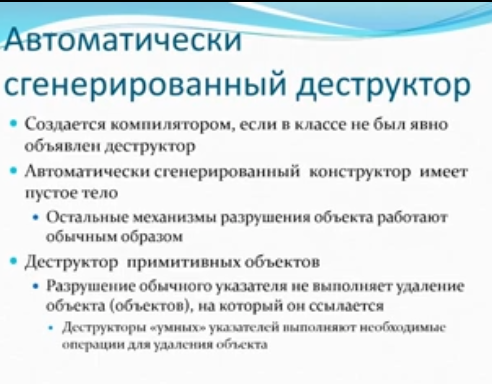 Автоматически
сгенерированный деструктор
Создается компилятором, если в классе не был явно
объявлен деструктор
Автоматически сгенерированный конструктор имеет
пустое тело
Остальные механизмы разрушения объекта работают
обычным образом
Деструктор примитивных объектов
Разрушение обычного указателя не выполняет удаление
объекта (объектов), на который он ссылается
Деструкторы «умных» указателей выполняют необходимые
операции для удаления объекта